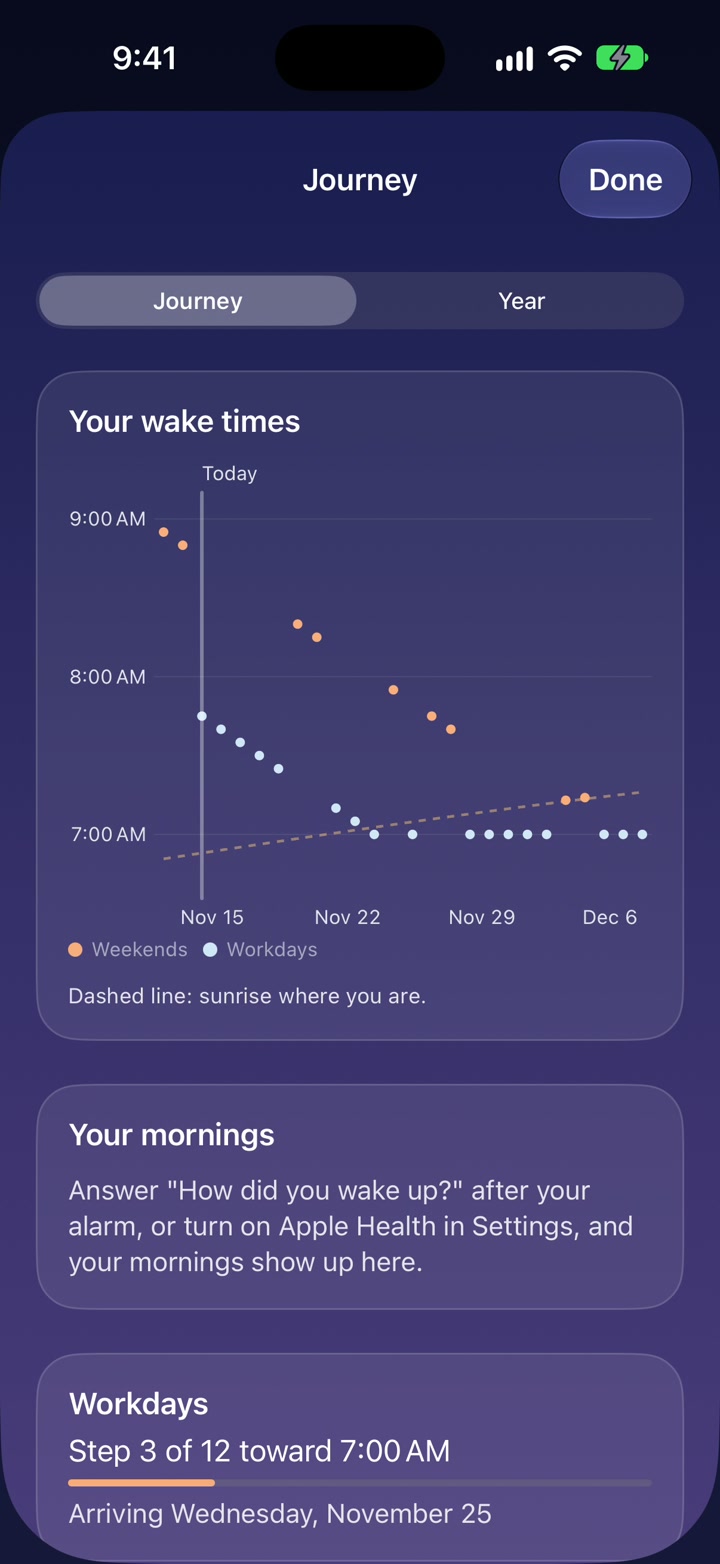 9:41
Journey
Done
Journey
Year
Your wake times
Today
9:00 AM
8:00 AM
7:00 AM
Nov 15
Nov 22
Nov 29
Dec 6
Weekends
Workdays
Dashed line: sunrise where you are.
Your mornings
Answer "How did you wake up?" after your
alarm, or turn on Apple Health in Settings, and
your mornings show up here.
Workdays
Step 3 of 12 toward 7:00 AM
Arriving Wednesday, November 25